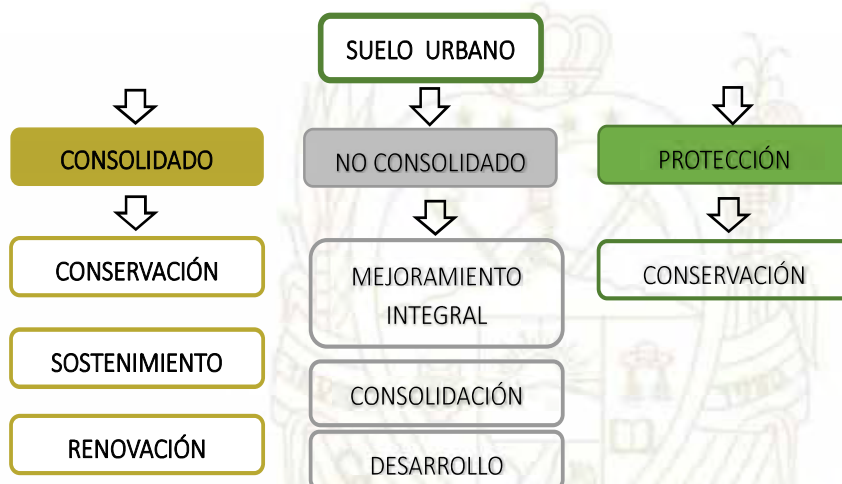 SUELO URBANO
CONSOLIDADO
NO CONSOLIDADO
PROTECCIÓN
CONSERVACIÓN
SOSTENIMIENTO
RENOVACIÓN
MEJORAMIENTO
INTEGRAL
CONSOLIDACIÓN
DESARROLLO
CONSERVACIÓN